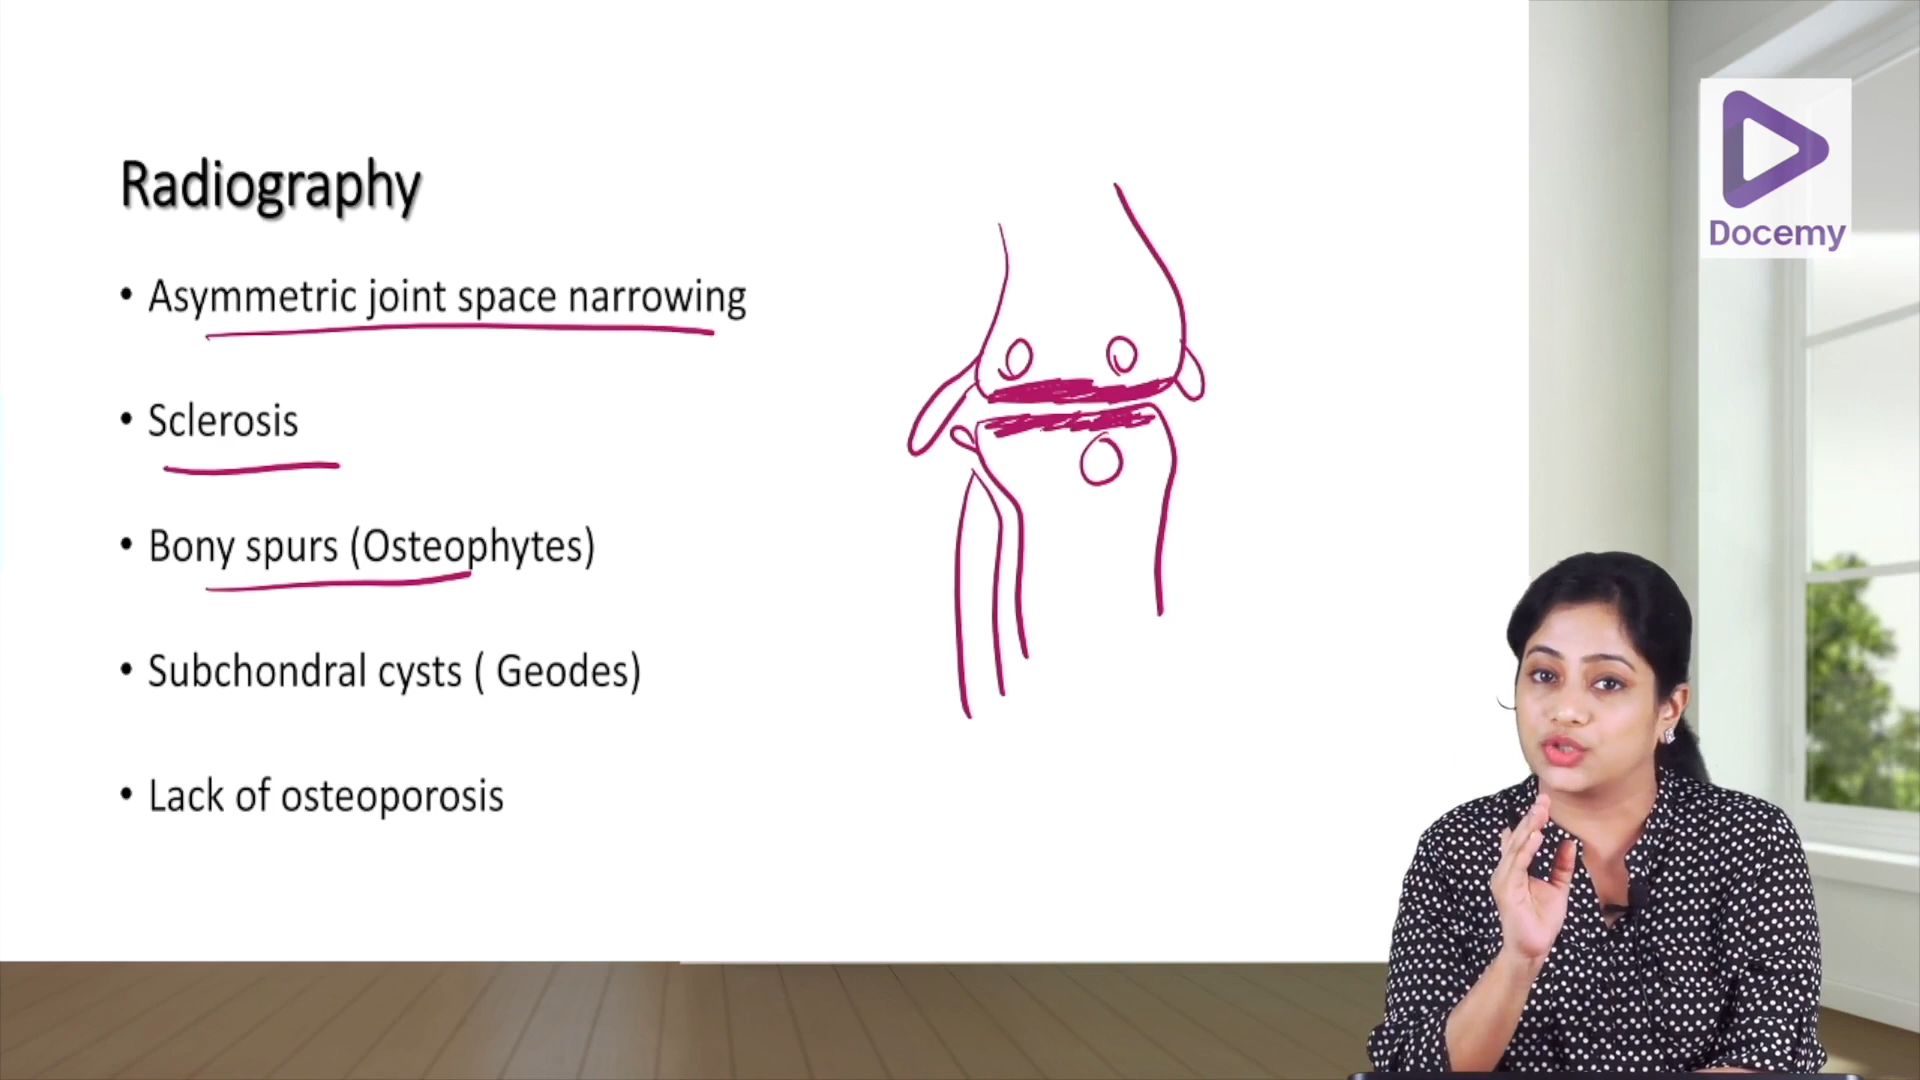 Radiography
• Asymmetric joint space narrowing
• Sclerosis
• Bony spurs (Osteophytes)
• Subchondral cysts ( Geodes)
• Lack of osteoporosis
Docemy